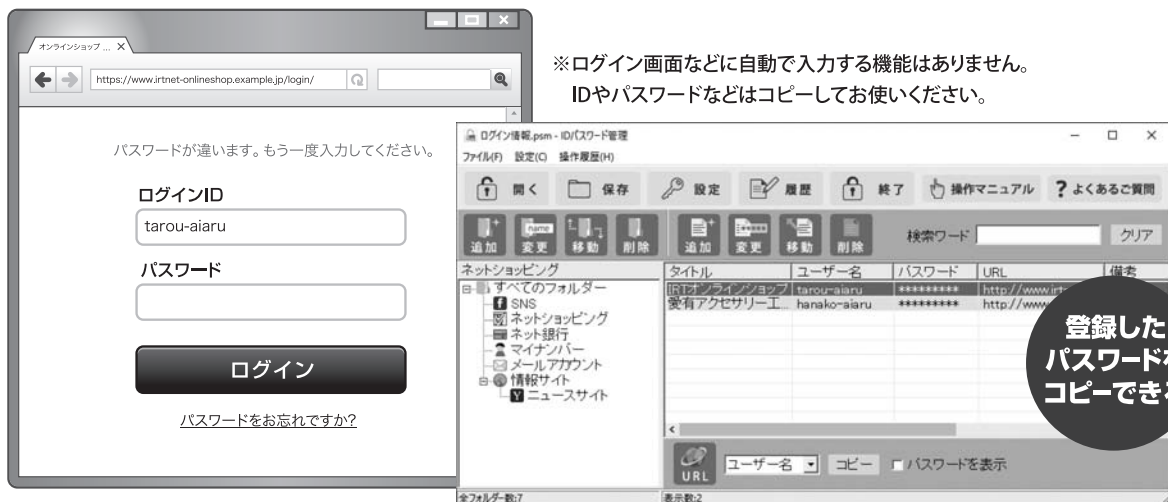 オンラインショップ ...
https://www.irtnet-onlineshop.example.jp/login/
パスワードが違います。もう一度入力してください。
ログインID
tarou-aiaru
パスワード
ログイン
パスワードをお忘れですか?
※ログイン画面などに自動で入力する機能はありません。
IDやパスワードなどはコピーしてお使いください。
ログイン情報.psm - ID/パスワード管理
ファイル(F) 設定(C) 操作履歴(H)
開く 保存 設定 履歴 終了 操作マニュアル ?よくあるご質問
追加 変更 移動 削除 追加 変更 移動 削除 検索ワード クリア
ネットショッピング
すべてのフォルダー
SNS
ネットショッピング
ネット銀行
マイナンバー
メールアカウント
情報サイト
ニュースサイト
タイトル ユーザー名 パスワード URL 備考
IRTオンラインショップ tarou-aiaru ********* http://www.irt
愛有アクセサリー工... hanako-aiaru ********* http://www
登録した
パスワードを
コピーできる
URL ユーザー名 コピー パスワードを表示
全フォルダー数:7 表示数:2